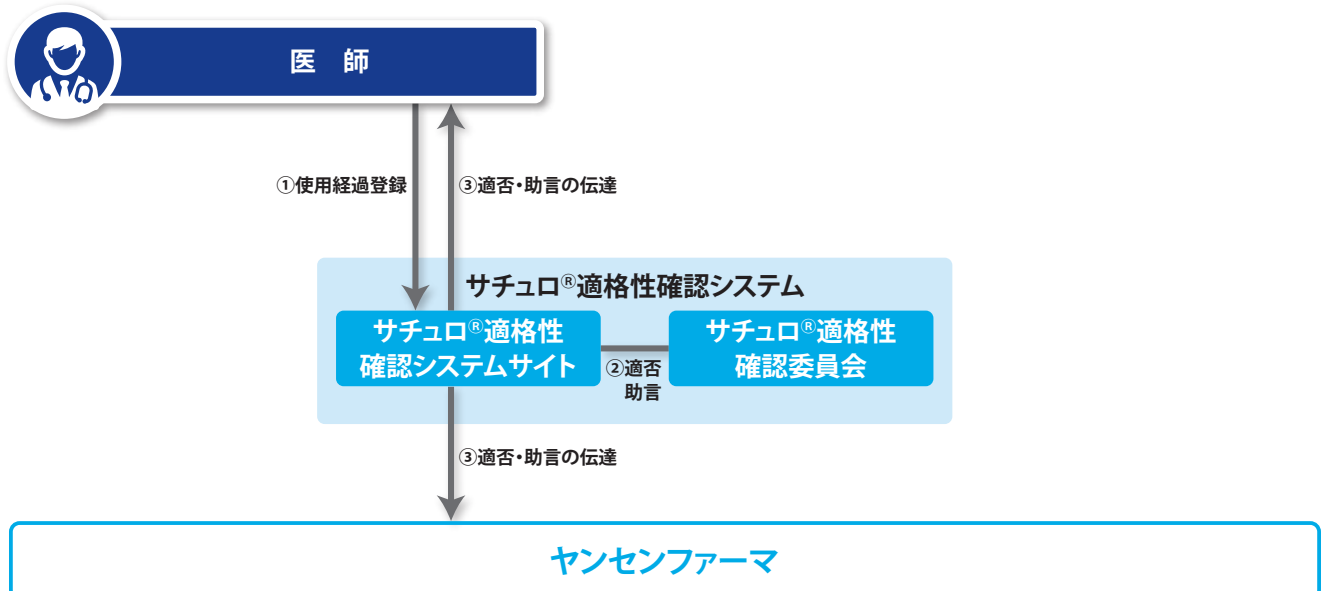 医 師
①使用経過登録
③適否・助言の伝達
サチュロ®適格性確認システム
サチュロ®適格性
確認システムサイト
②適否
助言
サチュロ®適格性
確認委員会
③適否・助言の伝達
ヤンセンファーマ